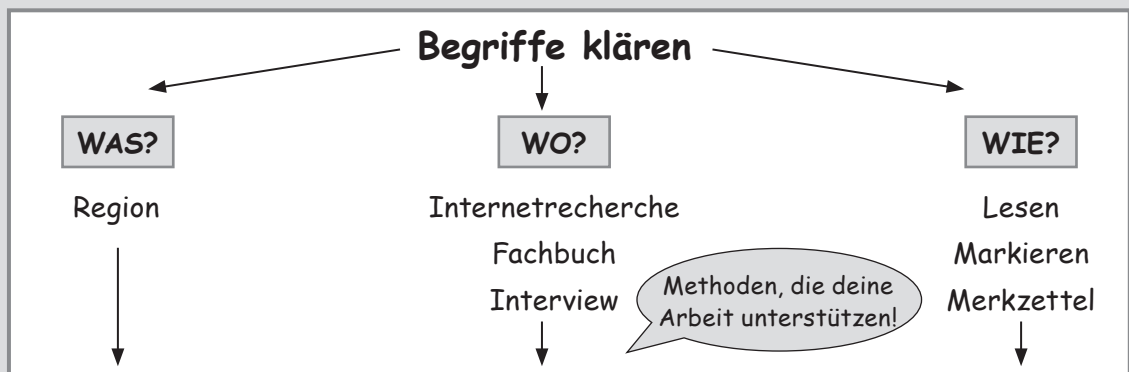 Begriffe klären
WAS?
WO?
WIE?
Region
Internetrecherche
Lesen
Fachbuch
Markieren
Interview
Methoden, die deine
Arbeit unterstützen!
Merkzettel